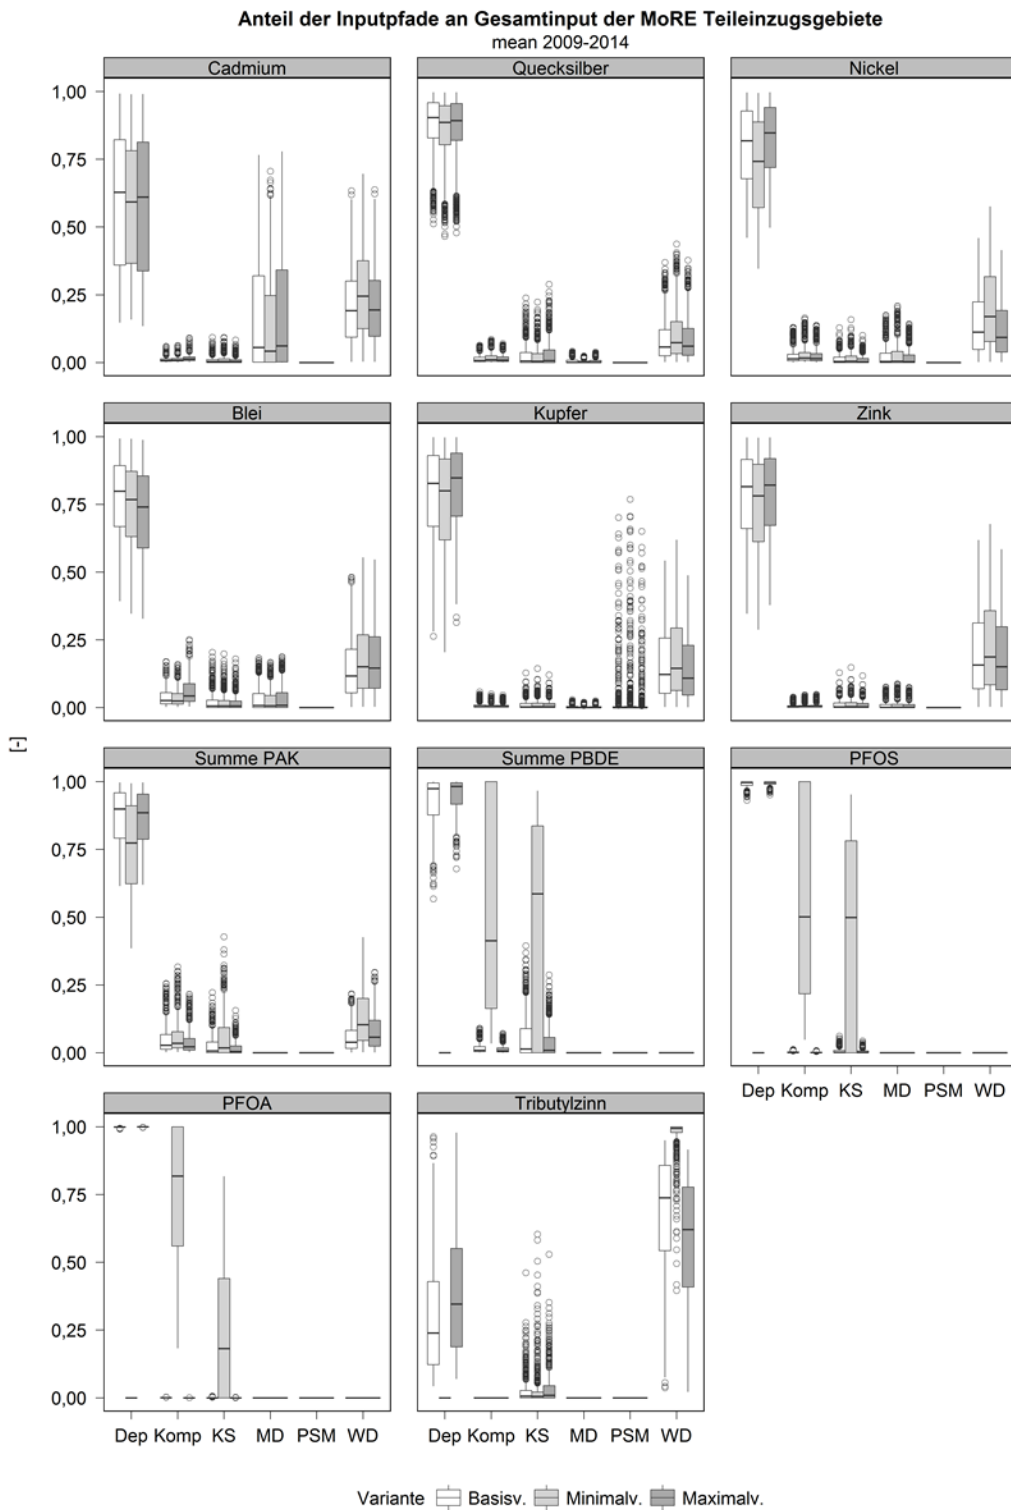 Anteil der Inputpfade an Gesamtinput der MoRE Teileinzugsgebiete
mean 2009-2014
Cadmium Quecksilber Nickel
1,00
0,75
0,50
0,25
0,00
Blei Kupfer Zink
1,00
0,75
0,50
0,25
0,00
[-]
Summe PAK Summe PBDE PFOS
1,00
0,75
0,50
0,25
0,00
Dep Komp KS MD PSM WD
PFOA Tributylzinn
1,00
0,75
0,50
0,25
0,00
Dep Komp KS MD PSM WD Dep Komp KS MD PSM WD
Variante Basisv. Minimalv. Maximalv.